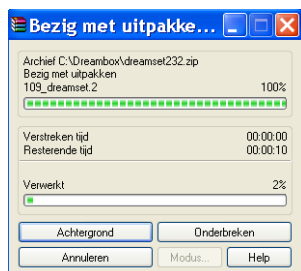 Bezig met uitpakke...
Archief C:\Dreambox\dreamset232.zip
Bezig met uitpakken
109_dreamset.2 100%
Verstreken tijd 00:00:00
Resterende tijd 00:00:10
Verwerkt 2%
Achtergrond Onderbreken
Annuleren Modus... Help